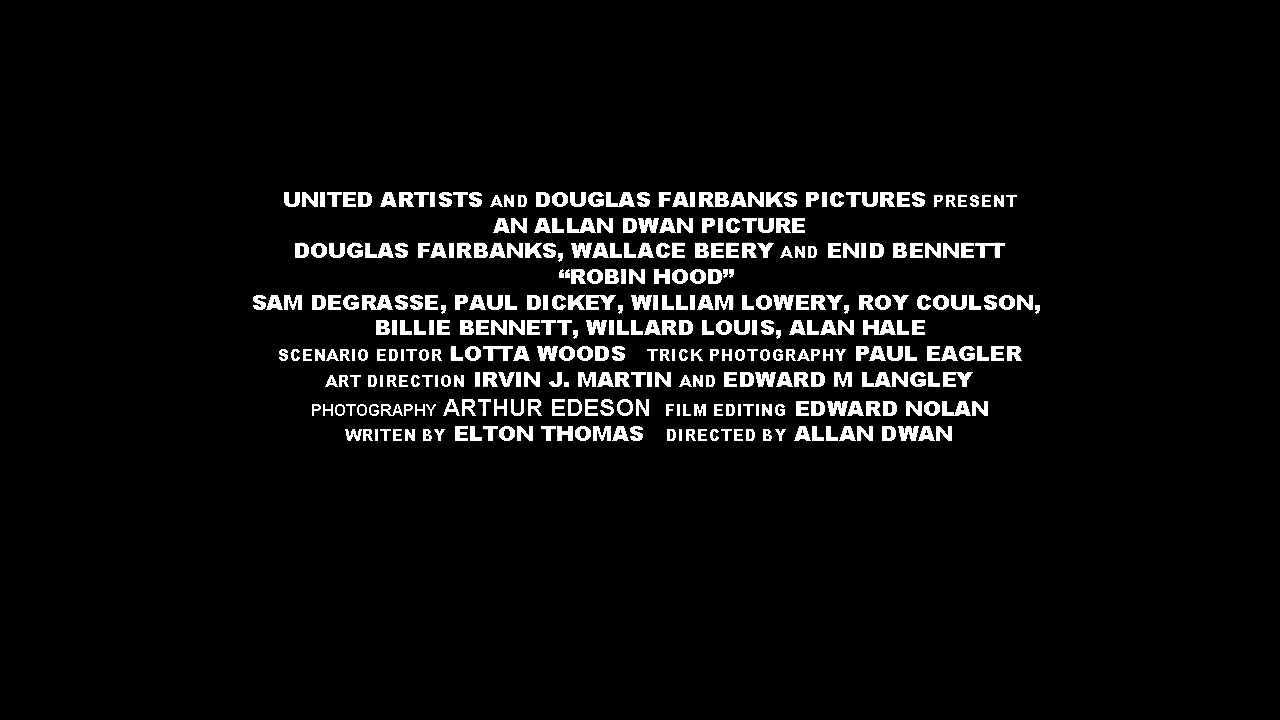 UNITED ARTISTS AND DOUGLAS FAIRBANKS PICTURES PRESENT
AN ALLAN DWAN PICTURE
DOUGLAS FAIRBANKS, WALLACE BEERY AND ENID BENNETT
“ROBIN HOOD”
SAM DEGRASSE, PAUL DICKEY, WILLIAM LOWERY, ROY COULSON,
BILLIE BENNETT, WILLARD LOUIS, ALAN HALE
SCENARIO EDITOR LOTTA WOODS TRICK PHOTOGRAPHY PAUL EAGLER
ART DIRECTION IRVIN J. MARTIN AND EDWARD M LANGLEY
PHOTOGRAPHY ARTHUR EDESON FILM EDITING EDWARD NOLAN
WRITEN BY ELTON THOMAS DIRECTED BY ALLAN DWAN